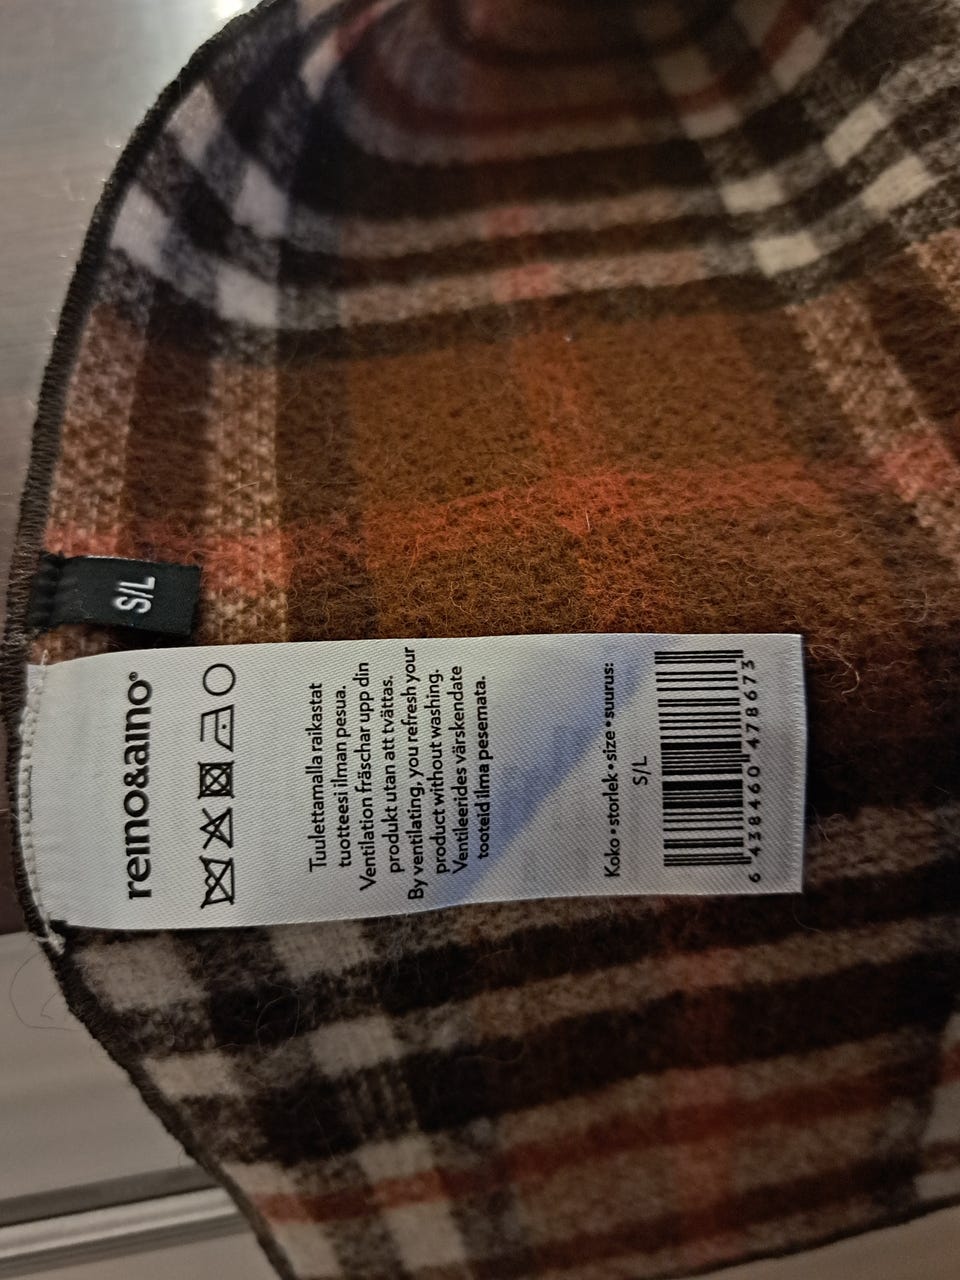 S/L
reino&aino®
Tuulettamalla raikastat
tuotteesi ilman pesua.
Ventilation fräschar upp din
produkt utan att tvättas.
By ventilating, you refresh your
product without washing.
Ventileerides värskendate
tooteid ilma pesemata.
Koko • storlek • size • suurus:
S/L
6 438460 478673